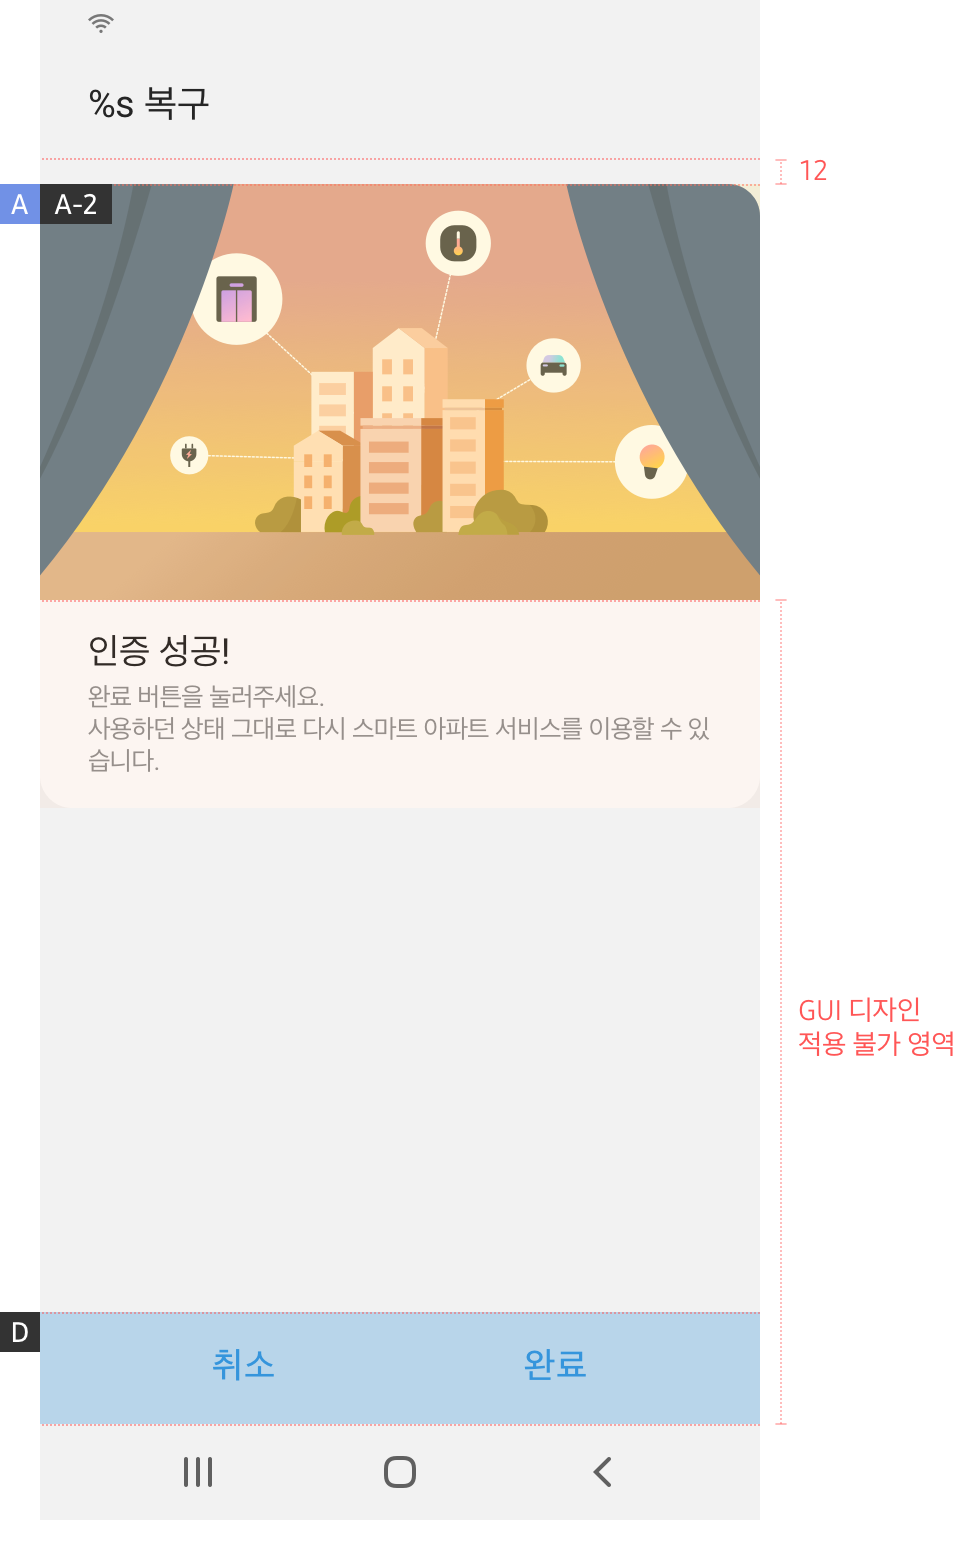 %s 복구
12
A A-2
인증 성공!
완료 버튼을 눌러주세요.
사용하던 상태 그대로 다시 스마트 아파트 서비스를 이용할 수 있
습니다.
GUI 디자인
적용 불가 영역
D
취소 완료